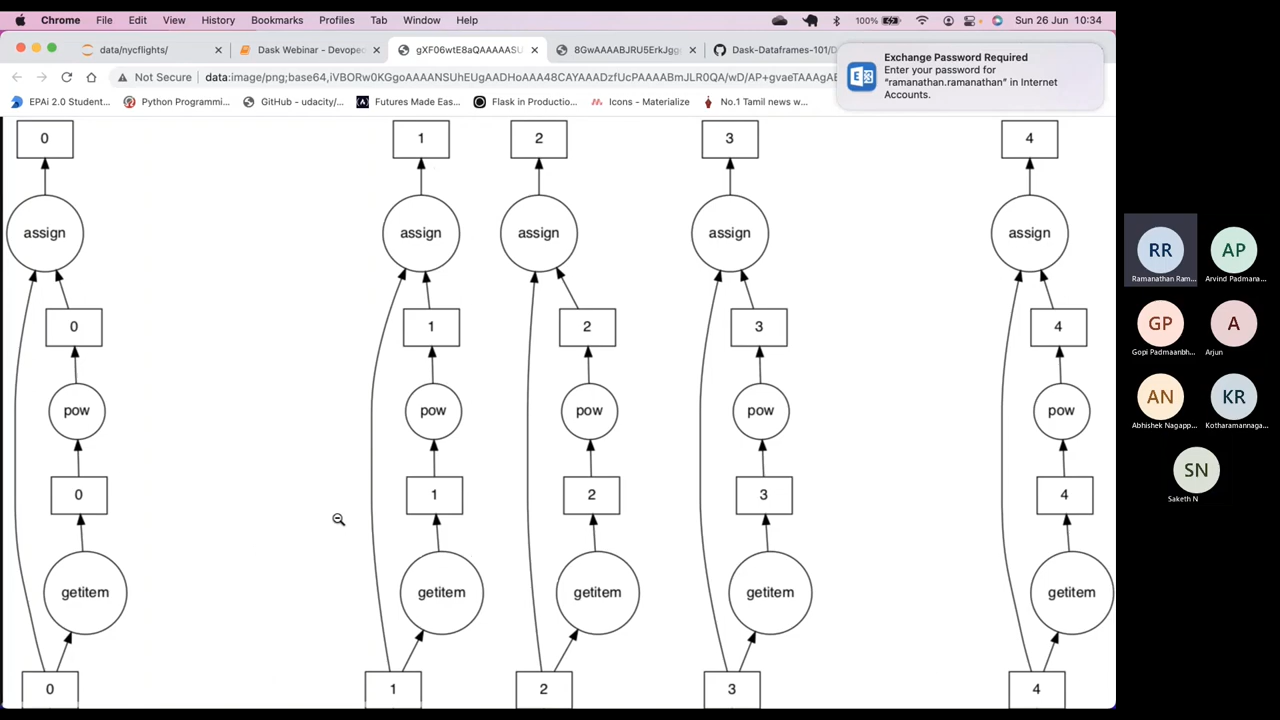 Chrome File Edit View History Bookmarks Profiles Tab Window Help 100% Sun 26 Jun 10:34
data/nycflights/ Dask Webinar - Devopec gXF06wtE8aQAAAAASU 8GwAAAABJRU5ErkJgg Dask-Dataframes-101/D
Not Secure data:image/png;base64,iVBORw0KGgoAAAANSUhEUgAADHoAAA48CAYAAADzfUcPAAAABmJLR0QA/wD/AP+gvaeTAAAgAE
EPAi 2.0 Student... Python Programmi... GitHub - udacity/... Futures Made Eas... Flask in Productio... Icons - Materialize No.1 Tamil news w...
Exchange Password Required
Enter your password for
“ramanathan.ramanathan” in Internet
Accounts.
0 1 2 3 4
assign assign assign assign assign
0 1 2 3 4
pow pow pow pow pow
0 1 2 3 4
getitem getitem getitem getitem getitem
0 1 2 3 4
RR AP
Ramanathan Ram... Arvind Padmana...
GP A
Gopi Padmaanbh... Arjun
AN KR
Abhishek Nagapp... Kotharamannaga...
SN
Saketh N